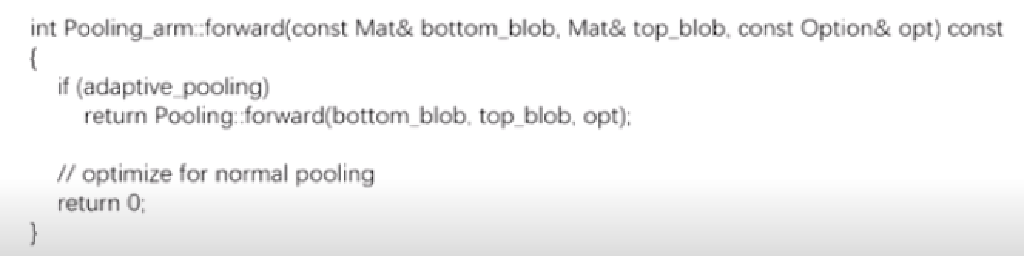 int Pooling_arm::forward(const Mat& bottom_blob, Mat& top_blob, const Option& opt) const
{
if (adaptive_pooling)
return Pooling::forward(bottom_blob, top_blob, opt);
// optimize for normal pooling
return 0;
}